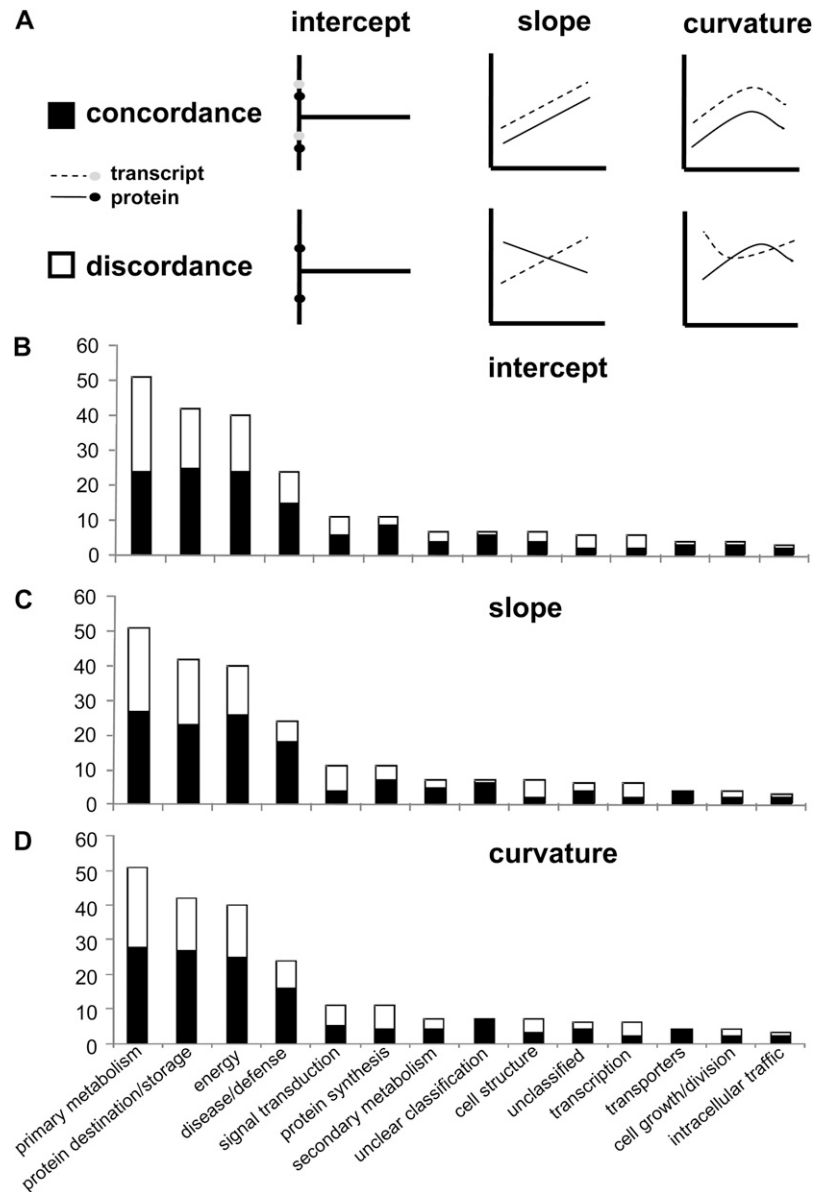 A
intercept
slope
curvature
concordance
transcript
protein
discordance
B
intercept
60
50
40
30
20
10
0
C
slope
60
50
40
30
20
10
0
D
curvature
60
50
40
30
20
10
0
primary metabolism
protein destination/storage
energy
disease/defense
signal transduction
protein synthesis
secondary metabolism
unclear classification
cell structure
unclassified
transcription
transporters
cell growth/division
intracellular traffic